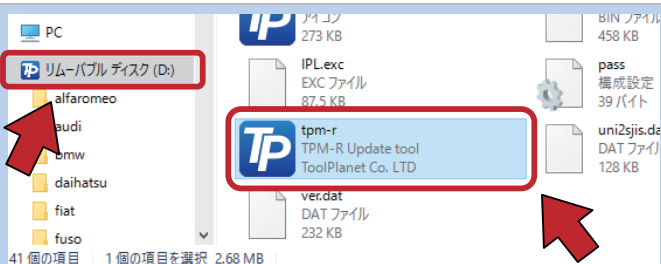 PC
リムーバブル ディスク (D:)
alfaromeo
audi
bmw
daihatsu
fiat
fuso
TP
アイコン
273 KB
IPL.exc
EXC ファイル
87.5 KB
TP
tpm-r
TPM-R Update tool
ToolPlanet Co. LTD
ver.dat
DAT ファイル
232 KB
BIN ファイル
458 KB
pass
構成設定
39 バイト
uni2sjis.da
DAT ファイル
128 KB
41 個の項目
1 個の項目を選択 2.68 MB